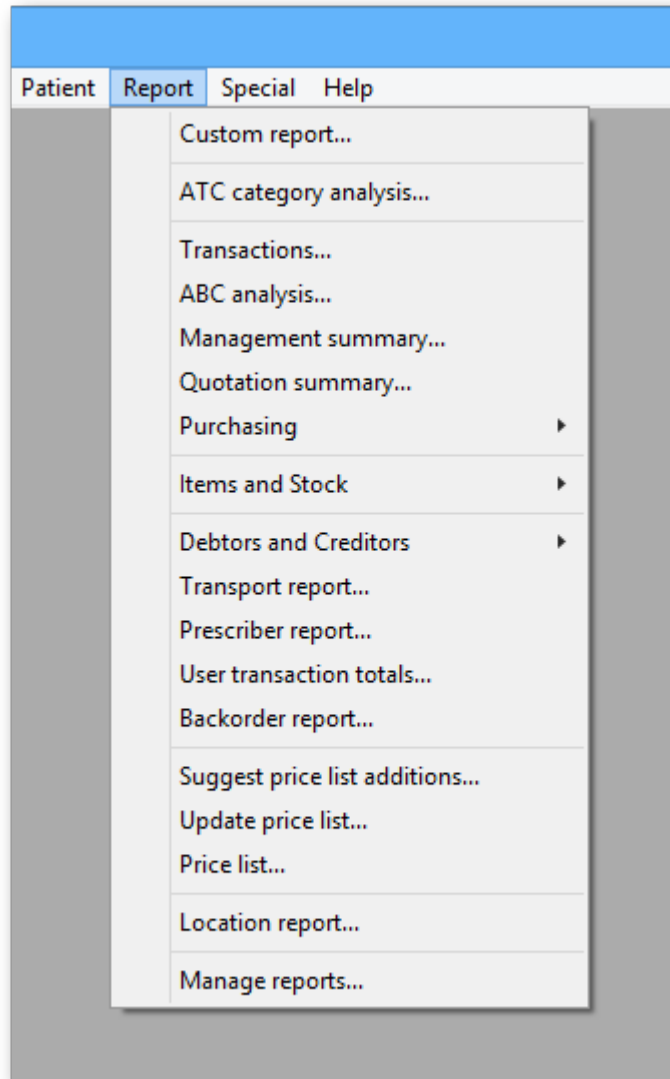 Patient Report Special Help
Custom report...
ATC category analysis...
Transactions...
ABC analysis...
Management summary...
Quotation summary...
Purchasing
Items and Stock
Debtors and Creditors
Transport report...
Prescriber report...
User transaction totals...
Backorder report...
Suggest price list additions...
Update price list...
Price list...
Location report...
Manage reports...